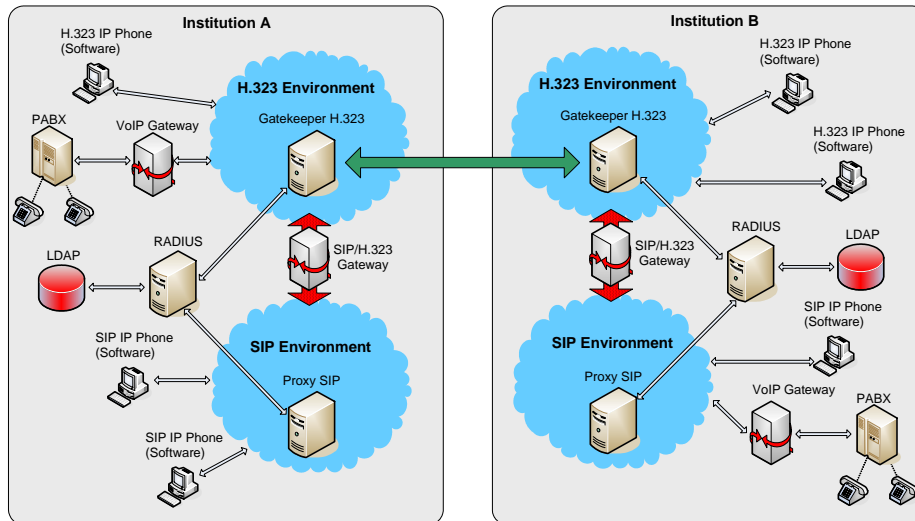 Institution A
H.323 IP Phone
(Software)
H.323 Environment
Gatekeeper H.323
PABX
VoIP Gateway
RADIUS
LDAP
SIP/H.323
Gateway
SIP IP Phone
(Software)
SIP Environment
Proxy SIP
SIP IP Phone
(Software)
Institution B
H.323 IP Phone
(Software)
H.323 Environment
Gatekeeper H.323
H.323 IP Phone
(Software)
RADIUS
LDAP
SIP/H.323
Gateway
SIP IP Phone
(Software)
SIP Environment
Proxy SIP
VoIP Gateway
PABX